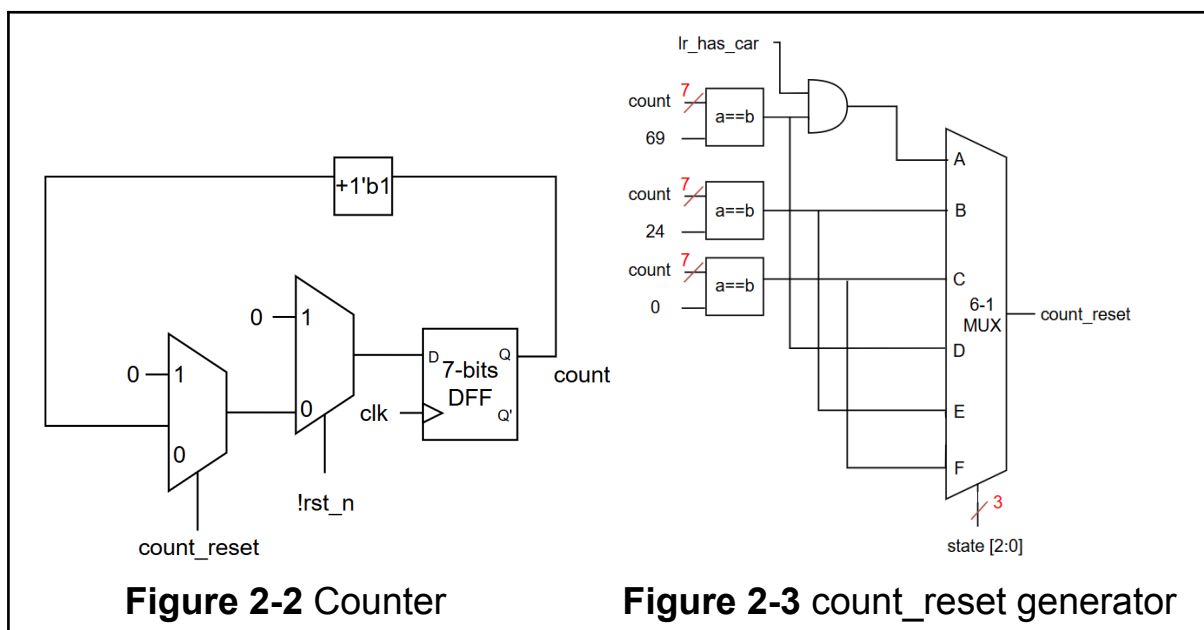 +1'b1
0
1
0
1
0
0
D
Q
7-bits
DFF
Q'
clk
count
!rst_n
count_reset
Figure 2-2 Counter
lr_has_car
count
7
69
a==b
count
7
24
a==b
count
7
0
a==b
A
B
C
6-1
MUX
D
E
F
count_reset
3
state [2:0]
Figure 2-3 count_reset generator